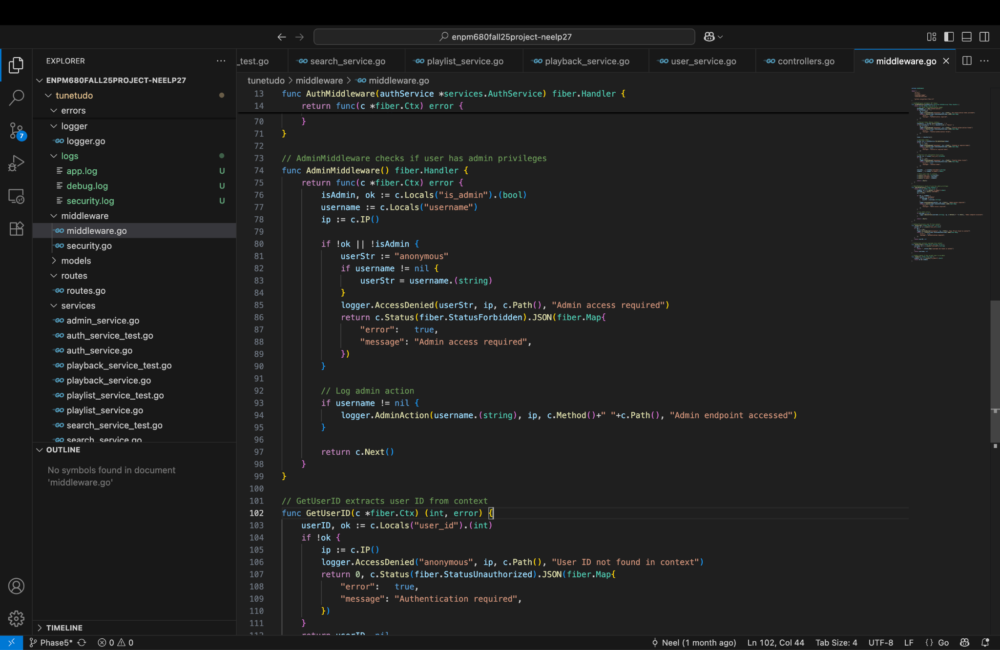 enpm680fall25project-neelp27
EXPLORER
_test.go
search_service.go
playlist_service.go
playback_service.go
user_service.go
controllers.go
middleware.go
ENPM680FALL25PROJECT-NEELP27
tunetudo
errors
logger
logger.go
logs
app.log U
debug.log U
security.log U
middleware
middleware.go
security.go
models
routes
routes.go
services
admin_service.go
auth_service_test.go
auth_service.go
playback_service_test.go
playback_service.go
playlist_service_test.go
playlist_service.go
search_service_test.go
search_service.go
OUTLINE
No symbols found in document
'middleware.go'
TIMELINE
7
tunetudo > middleware > middleware.go
13 func AuthMiddleware(authService *services.AuthService) fiber.Handler {
14 return func(c *fiber.Ctx) error {
70 }
71 }
72
73 // AdminMiddleware checks if user has admin privileges
74 func AdminMiddleware() fiber.Handler {
75 return func(c *fiber.Ctx) error {
76 isAdmin, ok := c.Locals("is_admin").(bool)
77 username := c.Locals("username")
78 ip := c.IP()
79
80 if !ok || !isAdmin {
81 userStr := "anonymous"
82 if username != nil {
83 userStr = username.(string)
84 }
85 logger.AccessDenied(userStr, ip, c.Path(), "Admin access required")
86 return c.Status(fiber.StatusForbidden).JSON(fiber.Map{
87 "error": true,
88 "message": "Admin access required",
89 })
90 }
91
92 // Log admin action
93 if username != nil {
94 logger.AdminAction(username.(string), ip, c.Method()+" "+c.Path(), "Admin endpoint accessed")
95 }
96
97 return c.Next()
98 }
99 }
100
101 // GetUserID extracts user ID from context
102 func GetUserID(c *fiber.Ctx) (int, error) {
103 userID, ok := c.Locals("user_id").(int)
104 if !ok {
105 ip := c.IP()
106 logger.AccessDenied("anonymous", ip, c.Path(), "User ID not found in context")
107 return 0, c.Status(fiber.StatusUnauthorized).JSON(fiber.Map{
108 "error": true,
109 "message": "Authentication required",
110 })
111 }
112 return userID, nil
Phase5* 0 0 Neel (1 month ago) Ln 102, Col 44 Tab Size: 4 UTF-8 LF {} Go